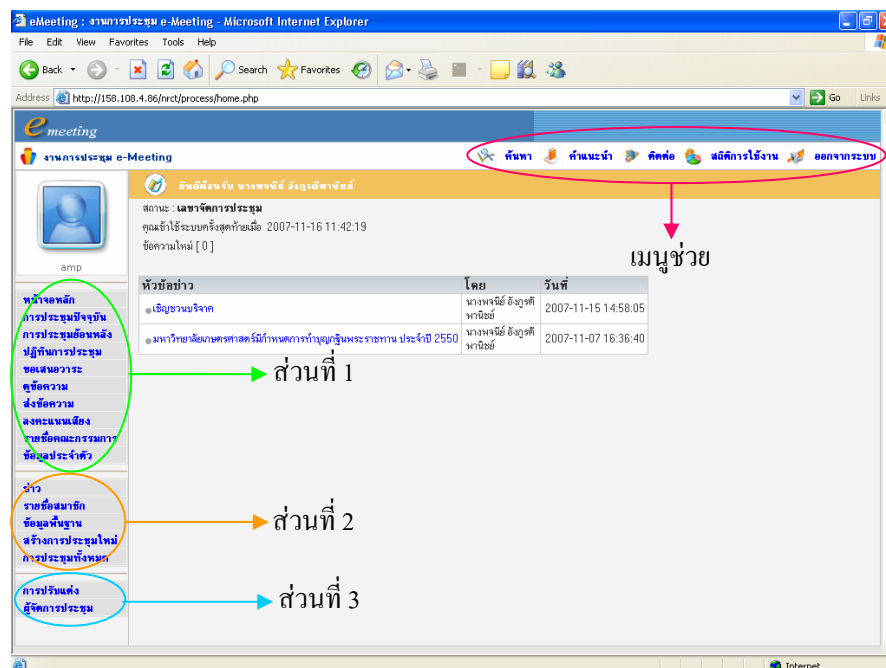 eMeeting : งานการประชุม e-Meeting - Microsoft Internet Explorer
File Edit View Favorites Tools Help
Back Search Favorites
Address http://158.108.4.86/nrct/process/home.php Go Links
emeeting
งานการประชุม e-Meeting ค้นหา คำแนะนำ ติดต่อ สถิติการใช้งาน ออกจากระบบ
ยินดีต้อนรับ นางพจนีย์ อังกูรดีพานิชย์
สถานะ : เลขาจัดการประชุม
คุณเข้าใช้ระบบครั้งสุดท้ายเมื่อ 2007-11-16 11:42:19
ข้อความใหม่ [ 0 ]
เมนูช่วย
amp
หัวข้อข่าว โดย วันที่
เชิญชวนบริจาค นางพจนีย์ อังกูรดีพานิชย์ 2007-11-15 14:58:05
มหาวิทยาลัยเกษตรศาสตร์มีกำหนดการทำบุญกฐินพระราชทาน ประจำปี 2550 นางพจนีย์ อังกูรดีพานิชย์ 2007-11-07 16:36:40
หน้าจอหลัก
การประชุมปัจจุบัน
การประชุมย้อนหลัง
ปฏิทินการประชุม
ขอเสนอวาระ
ดูข้อความ
ส่งข้อความ
ลงคะแนนเสียง
รายชื่อคณะกรรมการ
ข้อมูลประจำตัว
ส่วนที่ 1
ข่าว
รายชื่อสมาชิก
ข้อมูลพื้นฐาน
สร้างการประชุมใหม่
การประชุมทั้งหมด
ส่วนที่ 2
การปรับแต่ง
ผู้จัดการประชุม
ส่วนที่ 3
Internet